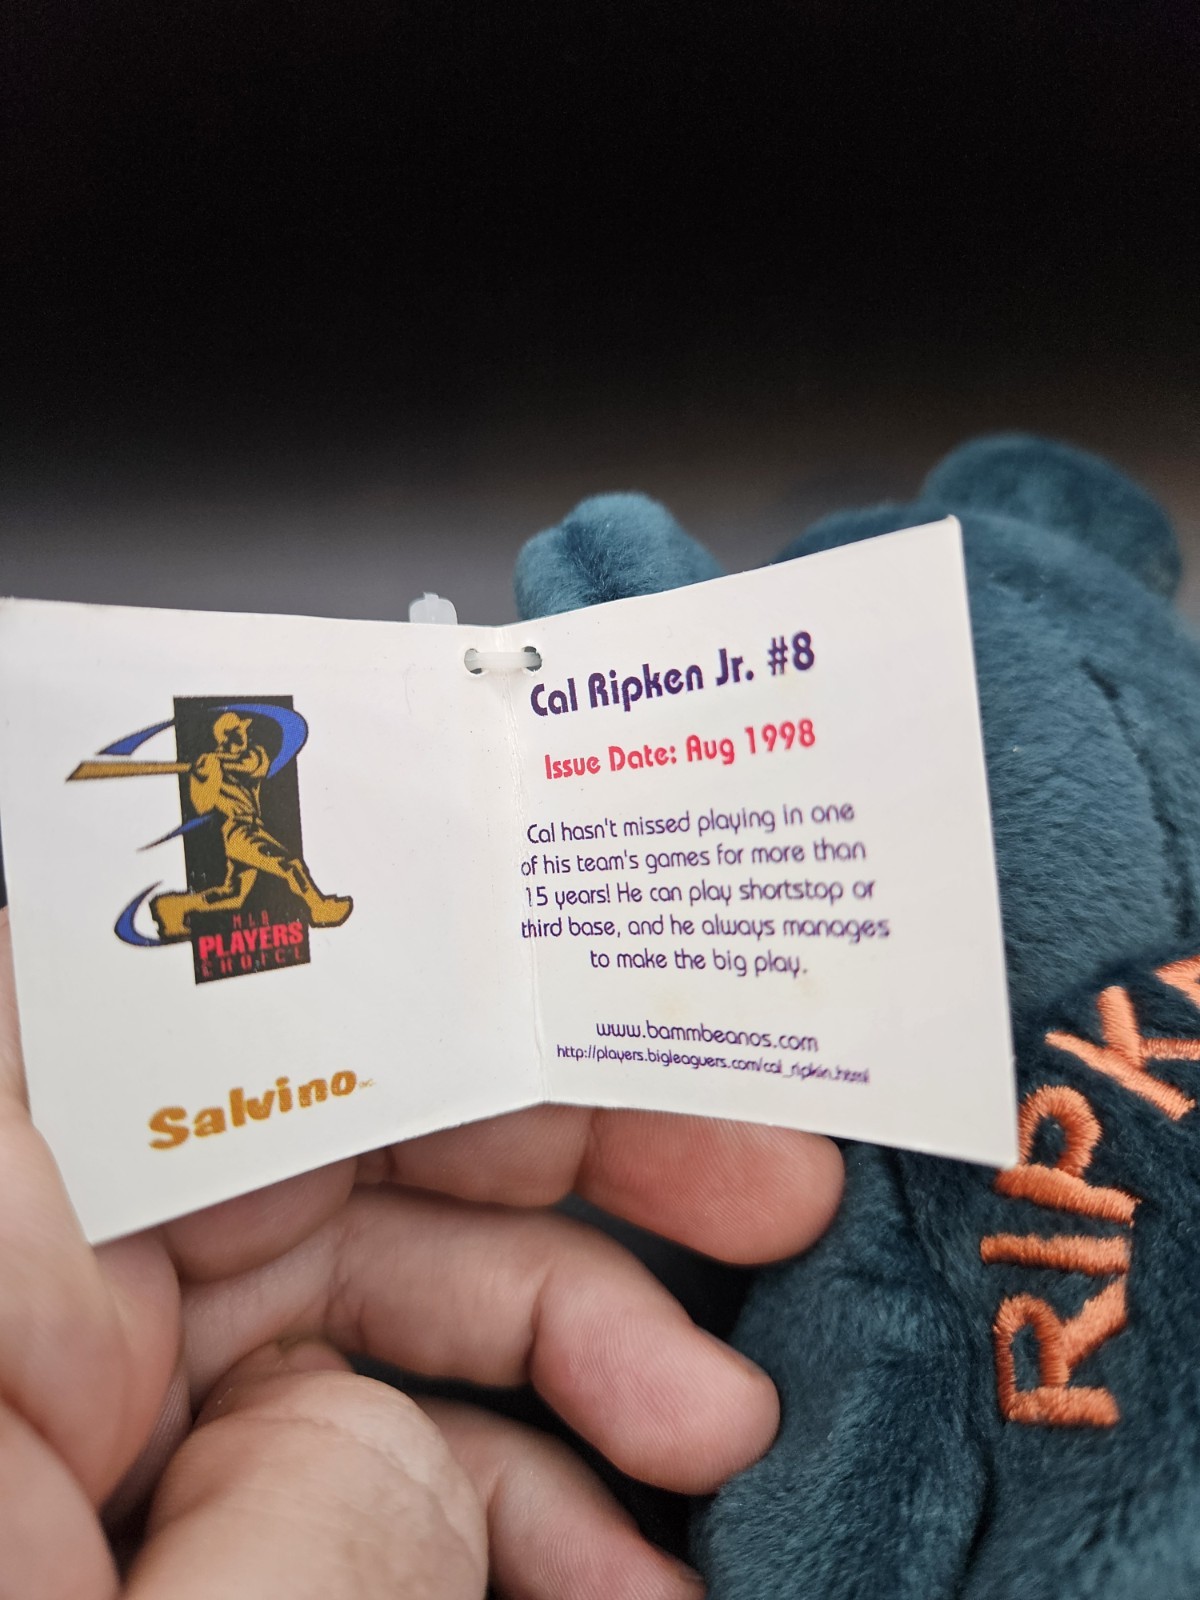 MLB
PLAYERS
CHOICE
Salvino INC.
Cal Ripken Jr. #8
Issue Date: Aug 1998
Cal hasn't missed playing in one
of his team's games for more than
15 years! He can play shortstop or
third base, and he always manages
to make the big play.
www.bammbeanos.com
http://players.bigleaguers.com/cal_ripkin.html
RIPK